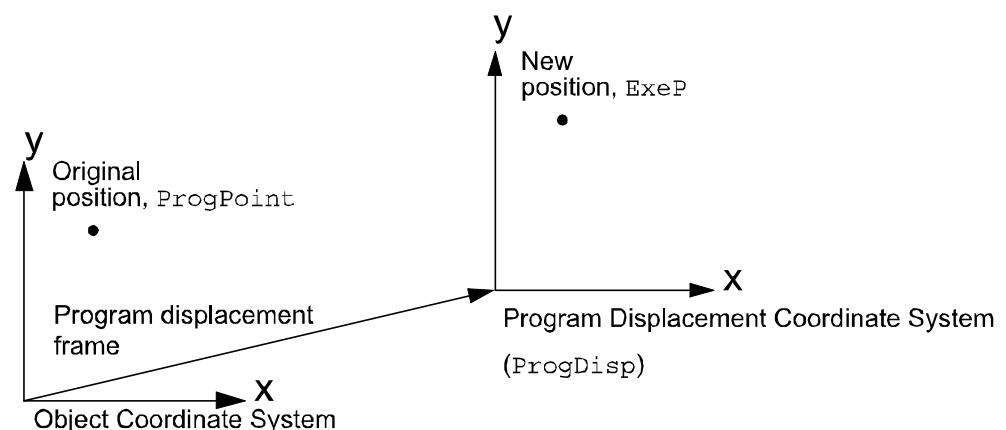 y
New
position, ExeP
y
Original
position, ProgPoint
x
Program displacement
frame
Program Displacement Coordinate System
(ProgDisp)
x
Object Coordinate System